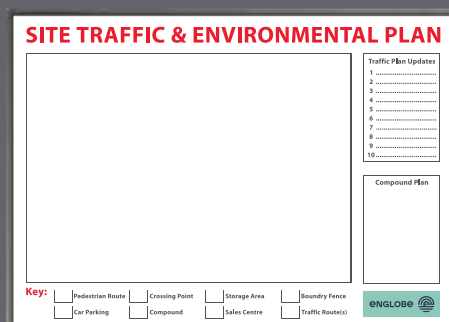 SITE TRAFFIC & ENVIRONMENTAL PLAN
Traffic Plan Updates
1 ..............................
2 ..............................
3 ..............................
4 ..............................
5 ..............................
6 ..............................
7 ..............................
8 ..............................
9 ..............................
10 ..............................
Compound Plan
Key:
Pedestrian Route Crossing Point Storage Area Boundry Fence
Car Parking Compound Sales Centre Traffic Route(s)
ENGLOBE